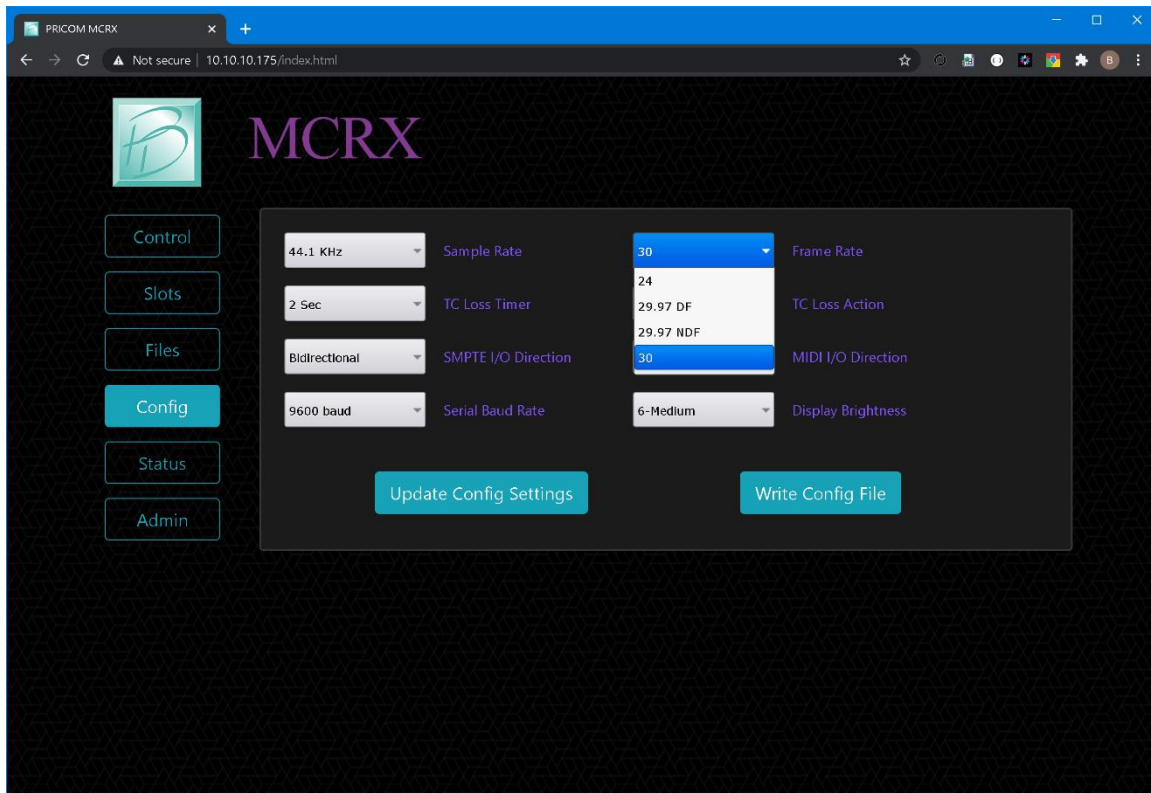 PRICOM MCRX
Not secure | 10.10.10.175/index.html
B
MCRX
Control
Slots
Files
Config
Status
Admin
44.1 KHz Sample Rate 30 Frame Rate
24
2 Sec TC Loss Timer 29.97 DF TC Loss Action
29.97 NDF
Bidirectional SMPTE I/O Direction 30 MIDI I/O Direction
9600 baud Serial Baud Rate 6-Medium Display Brightness
Update Config Settings Write Config File